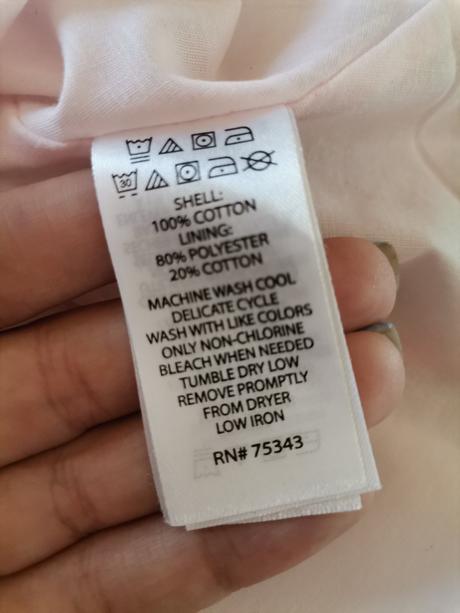 30
SHELL:
100% COTTON
LINING:
80% POLYESTER
20% COTTON
MACHINE WASH COOL
DELICATE CYCLE
WASH WITH LIKE COLORS
ONLY NON-CHLORINE
BLEACH WHEN NEEDED
TUMBLE DRY LOW
REMOVE PROMPTLY
FROM DRYER
LOW IRON
RN# 75343